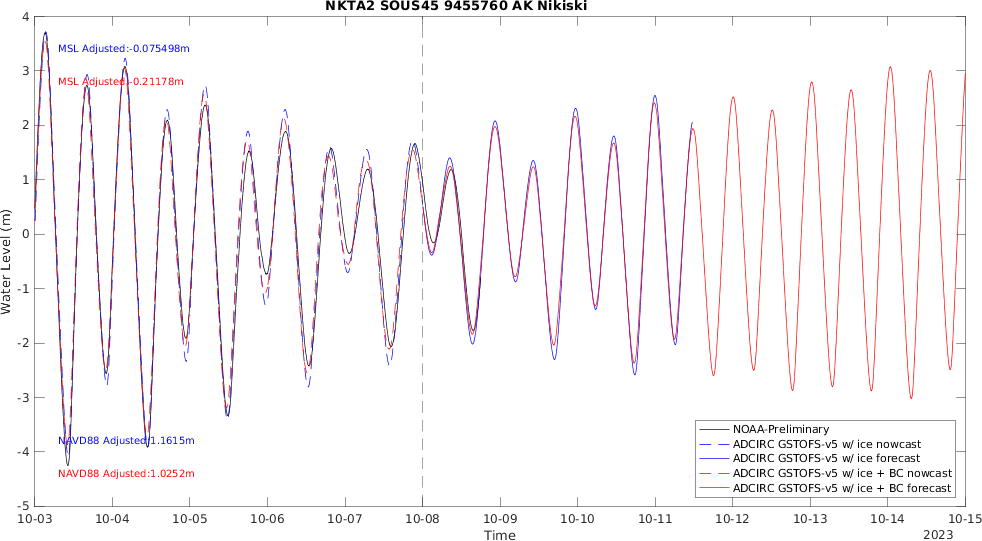 NKTA2 SOUS45 9455760 AK Nikiski
4
3
2
1
0
-1
-2
-3
-4
-5
Water Level (m)
MSL Adjusted:-0.075498m
MSL Adjusted:-0.21178m
NAVD88 Adjusted:1.1615m
NAVD88 Adjusted:1.0252m
NOAA-Preliminary
ADCIRC GSTOFS-v5 w/ ice nowcast
ADCIRC GSTOFS-v5 w/ ice forecast
ADCIRC GSTOFS-v5 w/ ice + BC nowcast
ADCIRC GSTOFS-v5 w/ ice + BC forecast
10-03 10-04 10-05 10-06 10-07 10-08 10-09 10-10 10-11 10-12 10-13 10-14 10-15
Time
2023